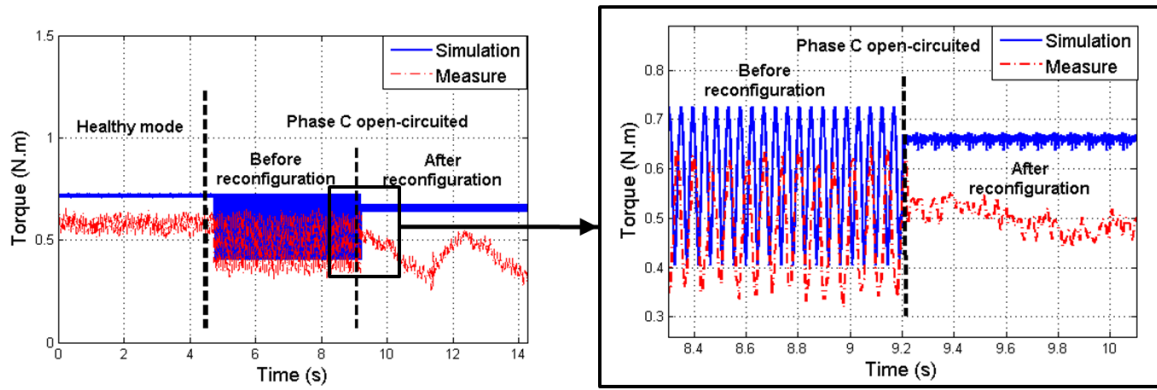 1.5
1
0.5
0
Torque (N.m)
Simulation
Measure
Healthy mode
Phase C open-circuited
Before
reconfiguration
After
reconfiguration
0 2 4 6 8 10 12 14
Time (s)
Phase C open-circuited
Simulation
Measure
Before
reconfiguration
After
reconfiguration
0.8
0.7
0.6
0.5
0.4
0.3
Torque (N.m)
8.4 8.6 8.8 9 9.2 9.4 9.6 9.8 10
Time (s)